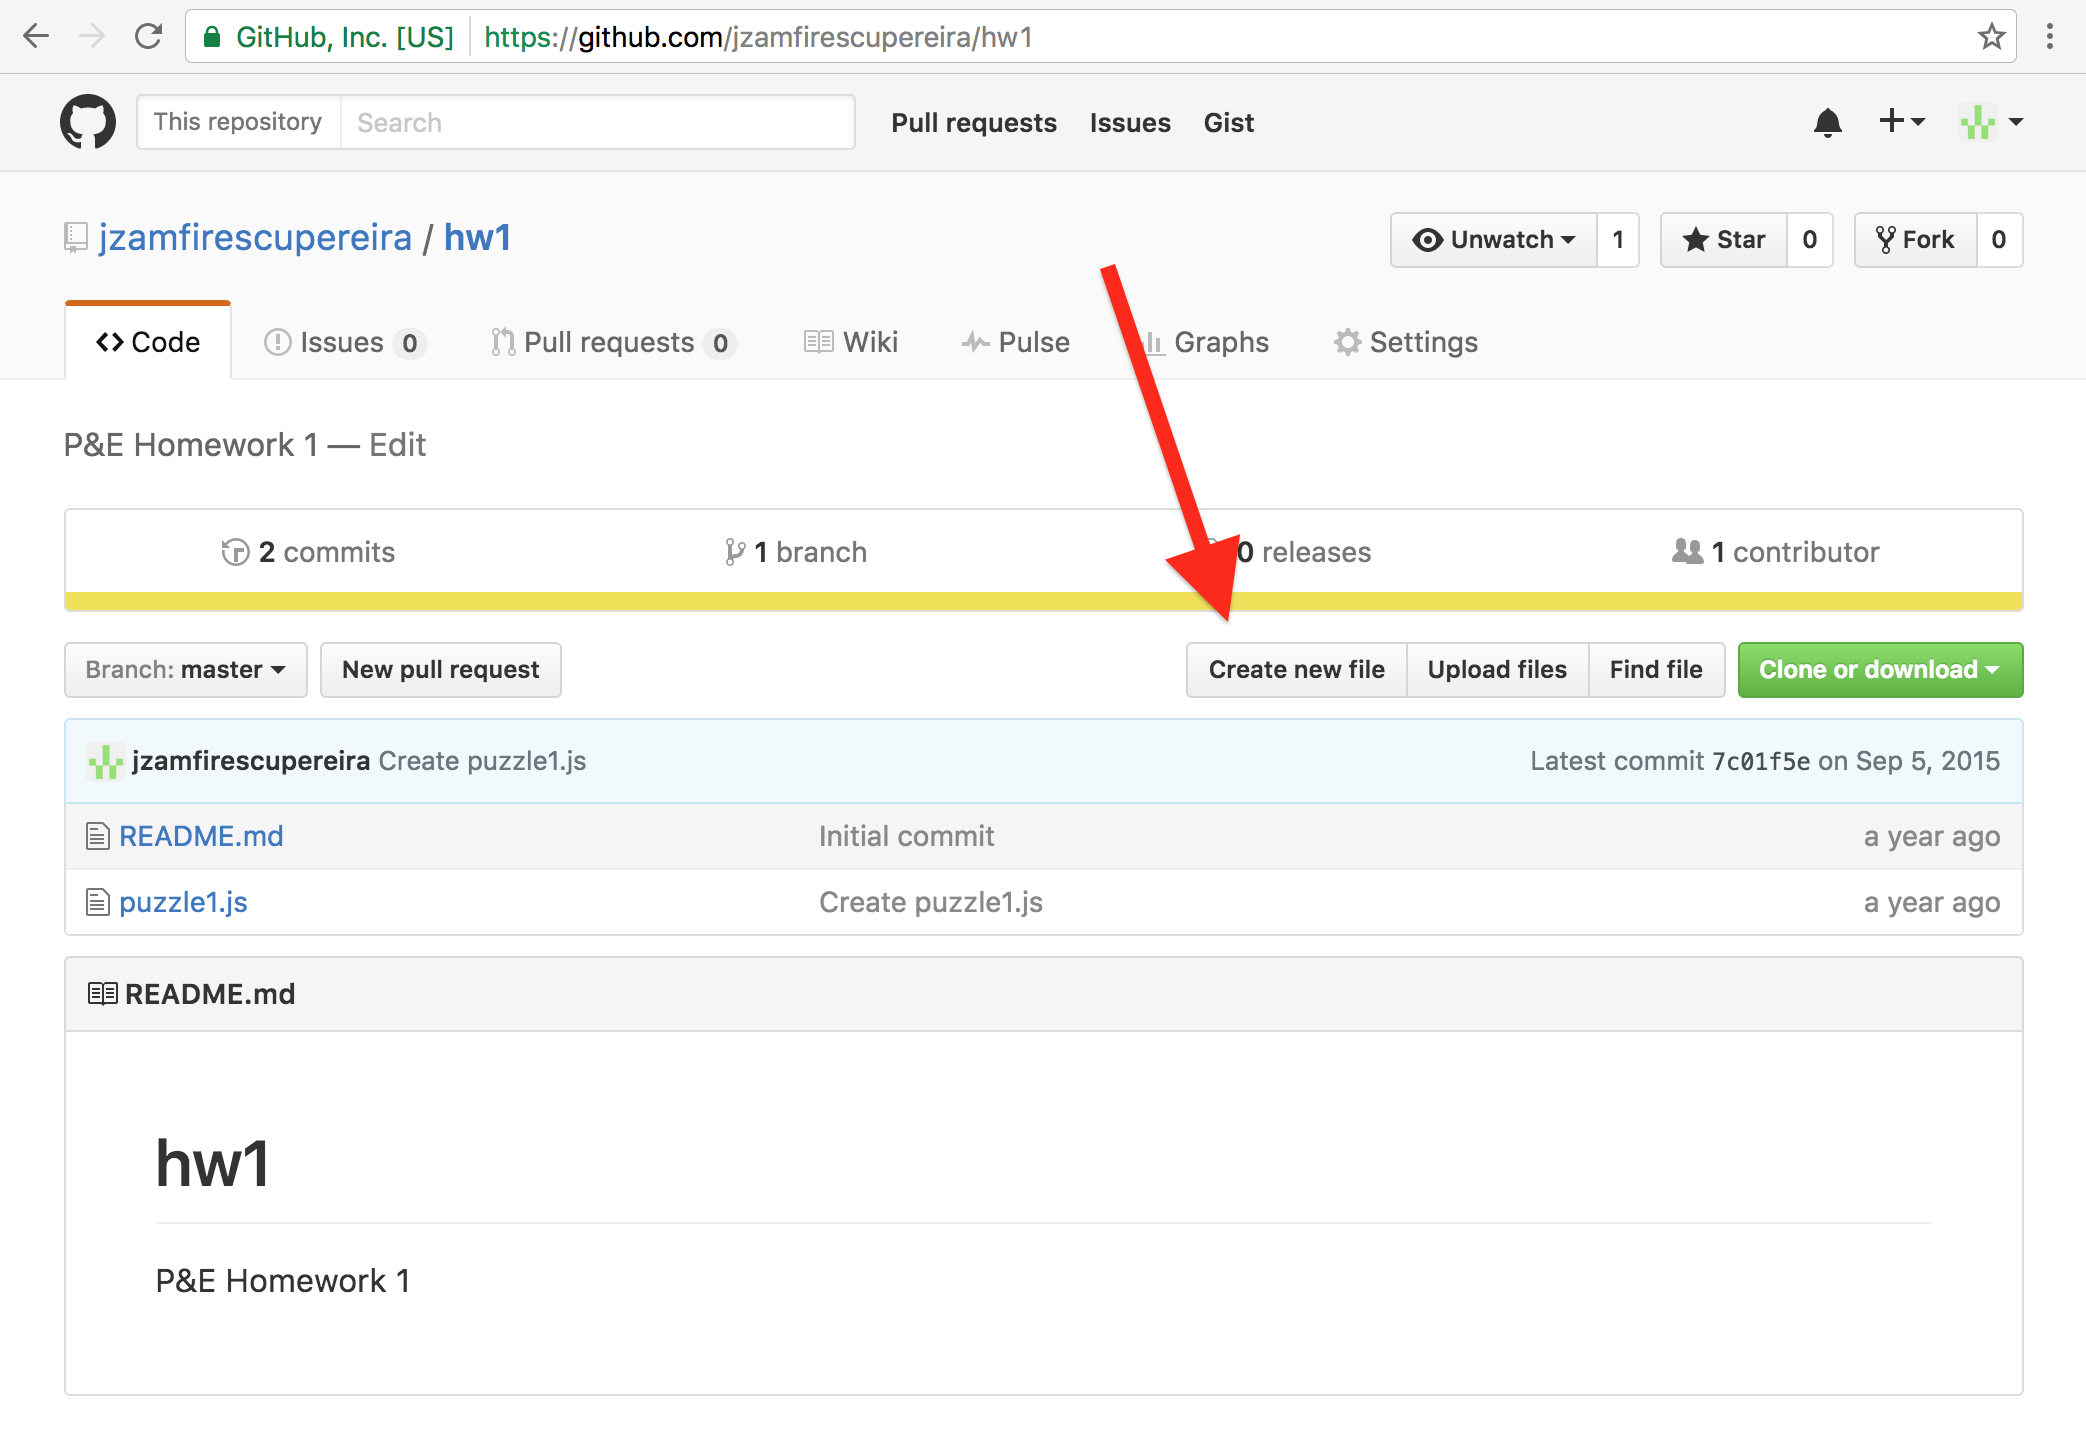 GitHub, Inc. [US] https://github.com/jzamfirescupereira/hw1
This repository Search Pull requests Issues Gist
jzamfirescupereira / hw1 Unwatch 1 Star 0 Fork 0
Code Issues 0 Pull requests 0 Wiki Pulse Graphs Settings
P&E Homework 1 — Edit
2 commits 1 branch 0 releases 1 contributor
Branch: master New pull request Create new file Upload files Find file Clone or download
jzamfirescupereira Create puzzle1.js Latest commit 7c01f5e on Sep 5, 2015
README.md Initial commit a year ago
puzzle1.js Create puzzle1.js a year ago
README.md
hw1
P&E Homework 1